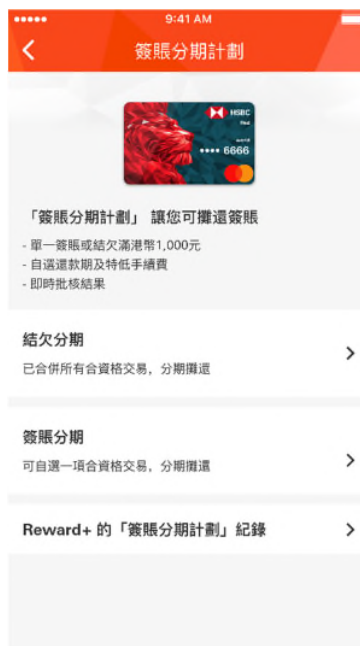 9:41 AM
簽賬分期計劃
HSBC
Red
•••• 6666
「簽賬分期計劃」 讓您可攤還簽賬
- 單一簽賬或結欠滿港幣1,000元
- 自選還款期及特低手續費
- 即時批核結果
結欠分期
已合併所有合資格交易，分期攤還
簽賬分期
可自選一項合資格交易，分期攤還
Reward+ 的「簽賬分期計劃」紀錄